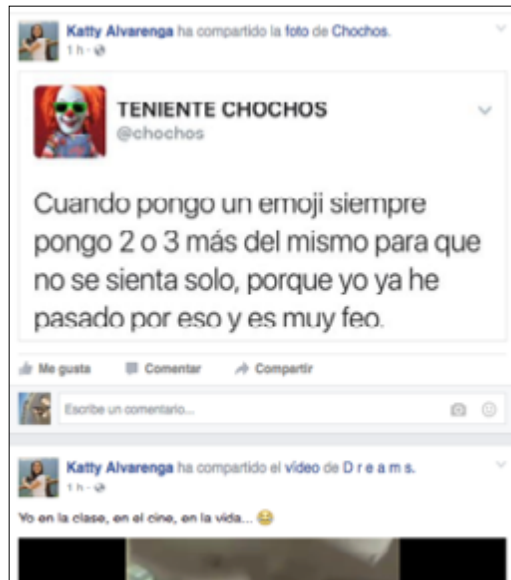 Katty Alvarenga ha compartido la foto de Chochos.
1 h
TENIENTE CHOCHOS
@chochos
Cuando pongo un emoji siempre
pongo 2 o 3 más del mismo para que
no se sienta solo, porque yo ya he
pasado por eso y es muy feo.
Me gusta Comentar Compartir
Escribe un comentario...
Katty Alvarenga ha compartido el vídeo de D r e a m s.
1 h
Yo en la clase, en el cine, en la vida... 😂